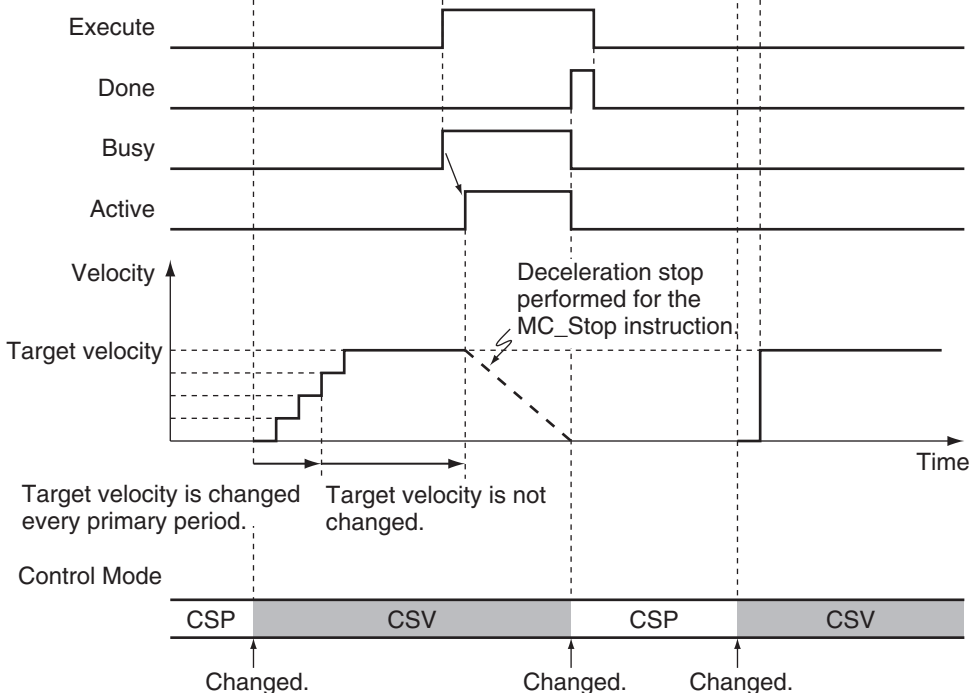 Execute
Done
Busy
Active
Velocity
Deceleration stop
performed for the
MC_Stop instruction.
Target velocity
Time
Target velocity is changed
every primary period.
Target velocity is not
changed.
Control Mode
CSP
CSV
CSP
CSV
Changed.
Changed.
Changed.